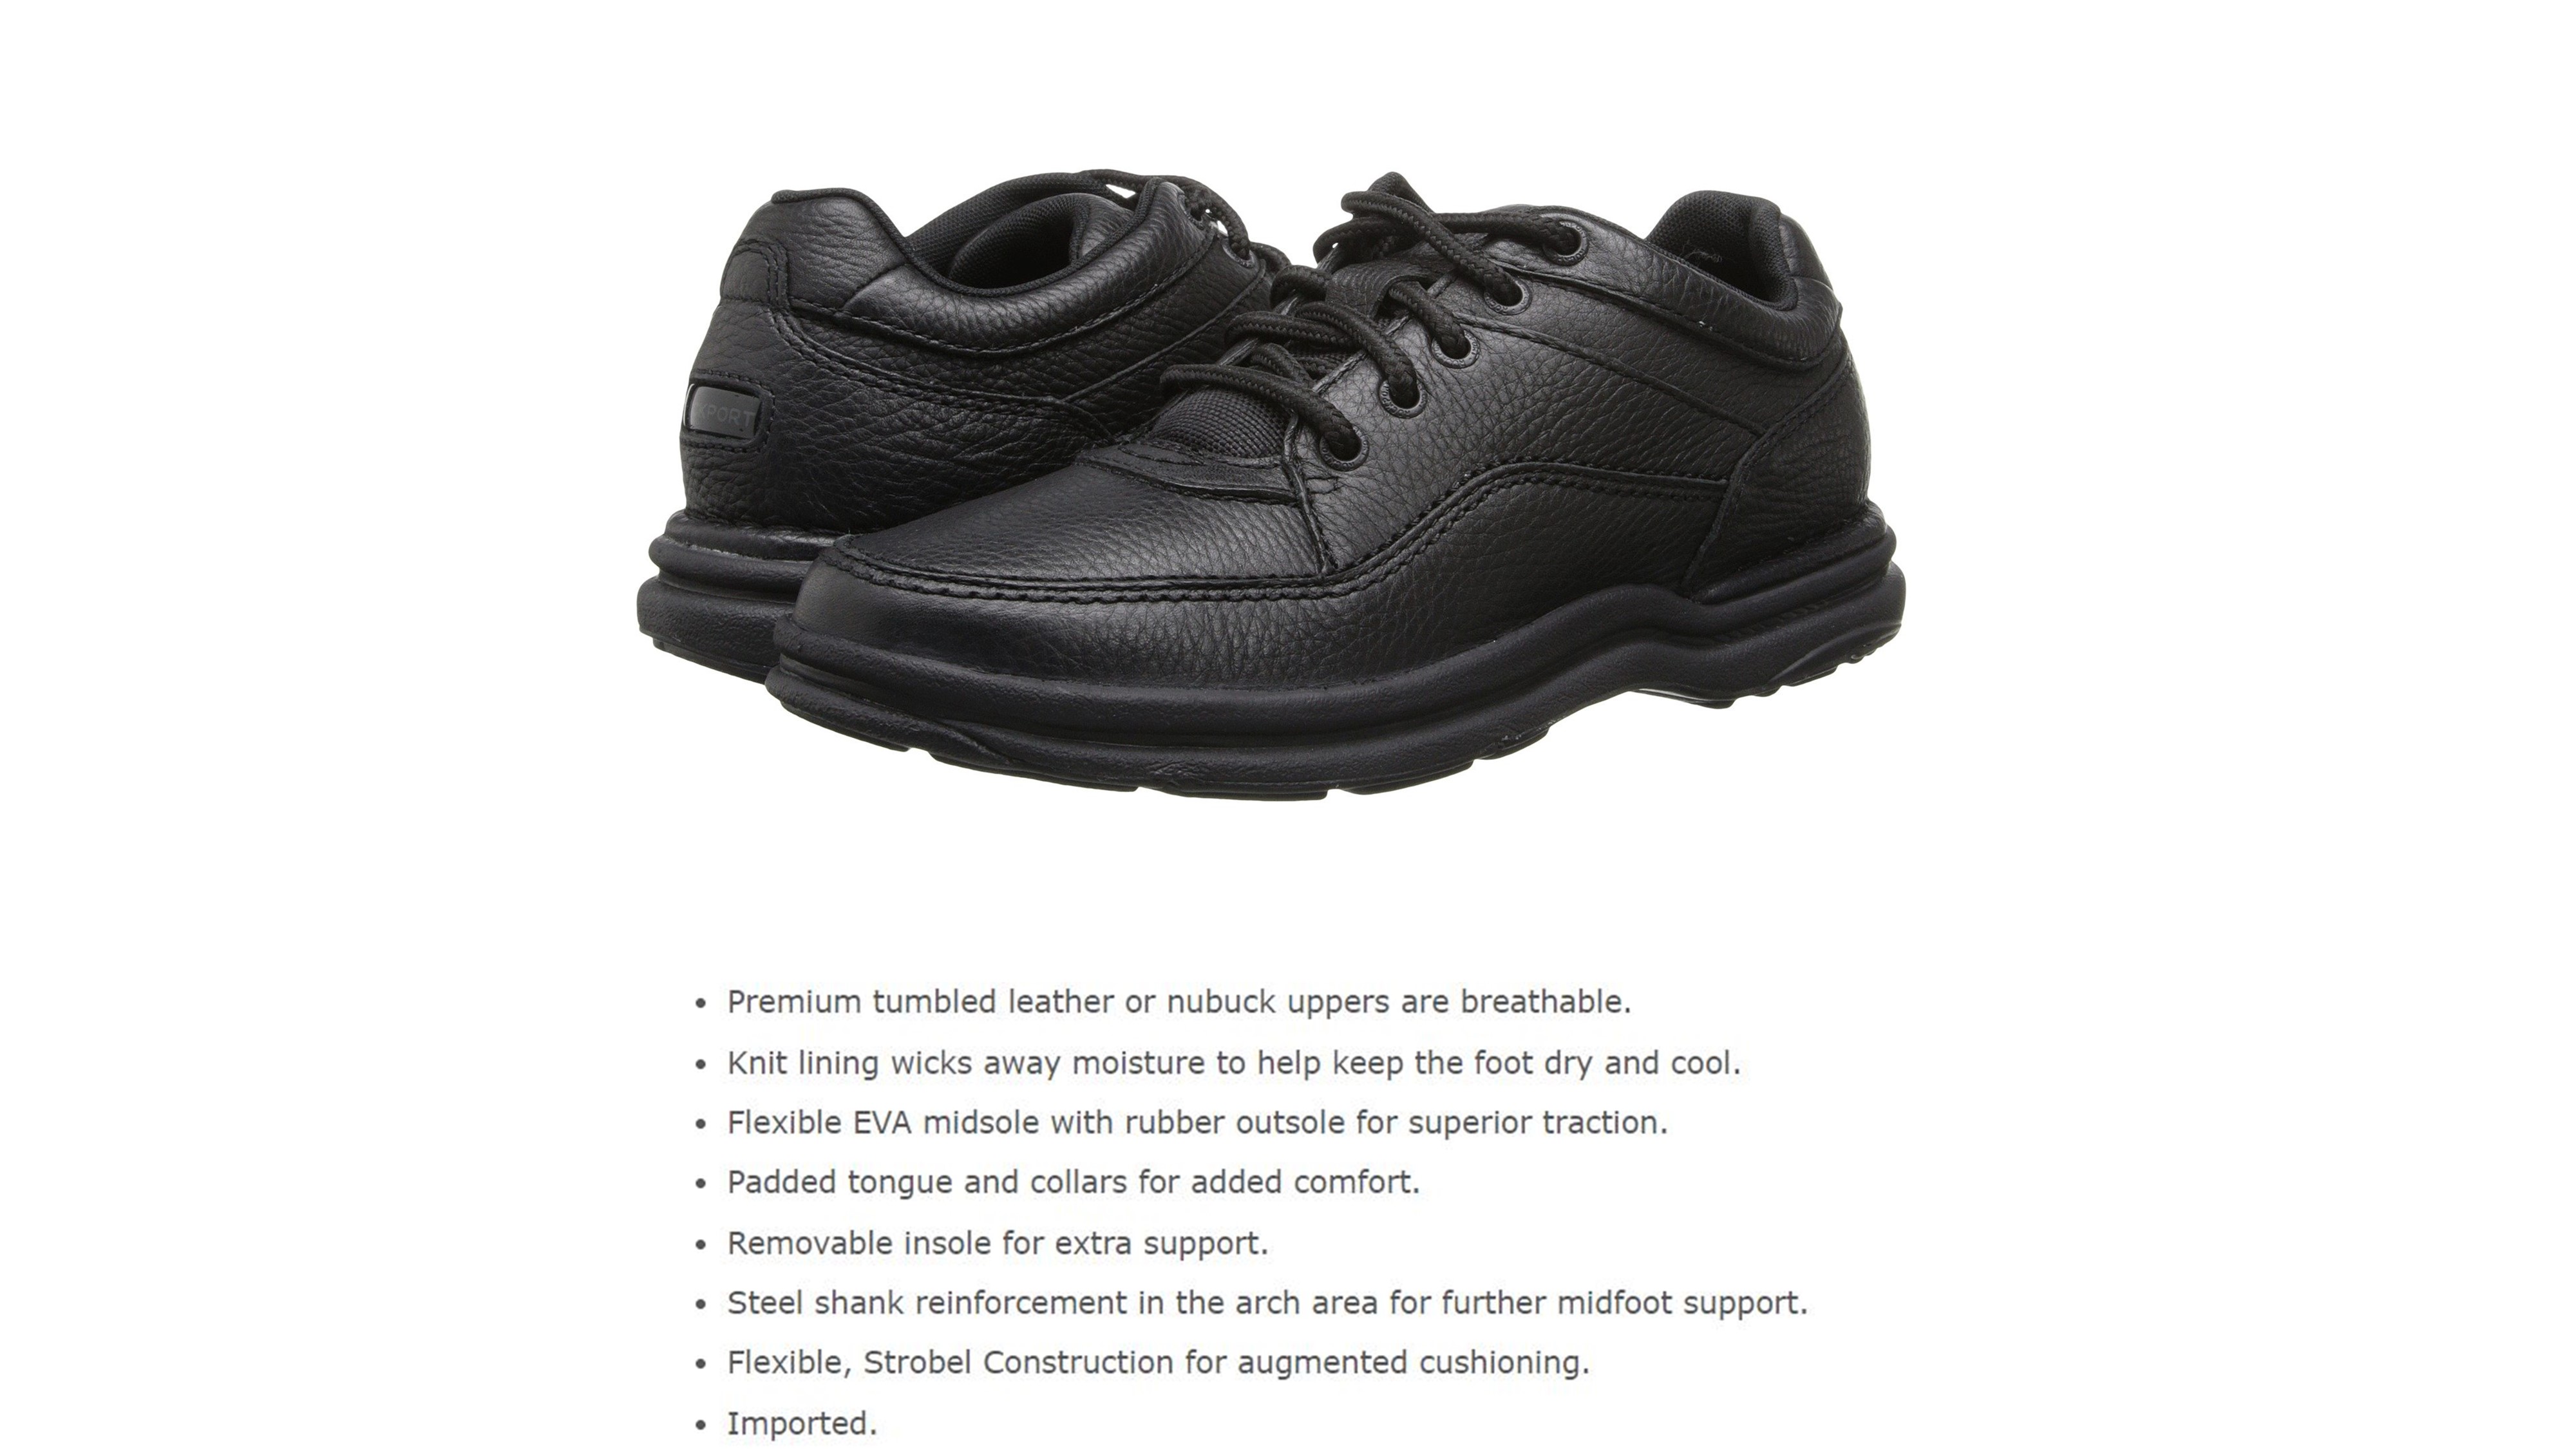 KPORT
• Premium tumbled leather or nubuck uppers are breathable.
• Knit lining wicks away moisture to help keep the foot dry and cool.
• Flexible EVA midsole with rubber outsole for superior traction.
• Padded tongue and collars for added comfort.
• Removable insole for extra support.
• Steel shank reinforcement in the arch area for further midfoot support.
• Flexible, Strobel Construction for augmented cushioning.
• Imported.